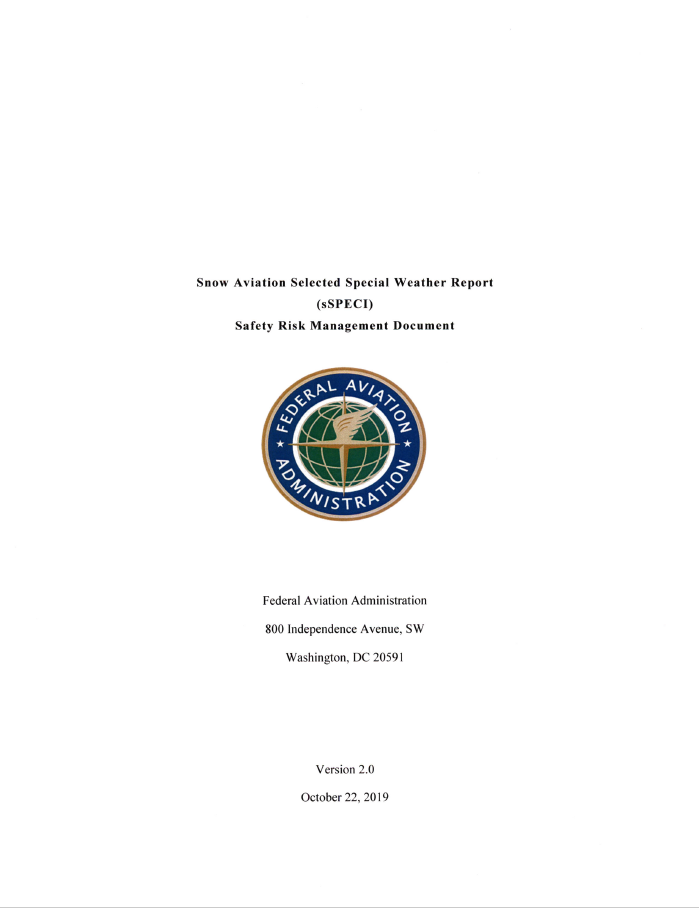 Snow Aviation Selected Special Weather Report
(sSPECI)
Safety Risk Management Document
FEDERAL AVIATION
ADMINISTRATION
Federal Aviation Administration
800 Independence Avenue, SW
Washington, DC 20591
Version 2.0
October 22, 2019